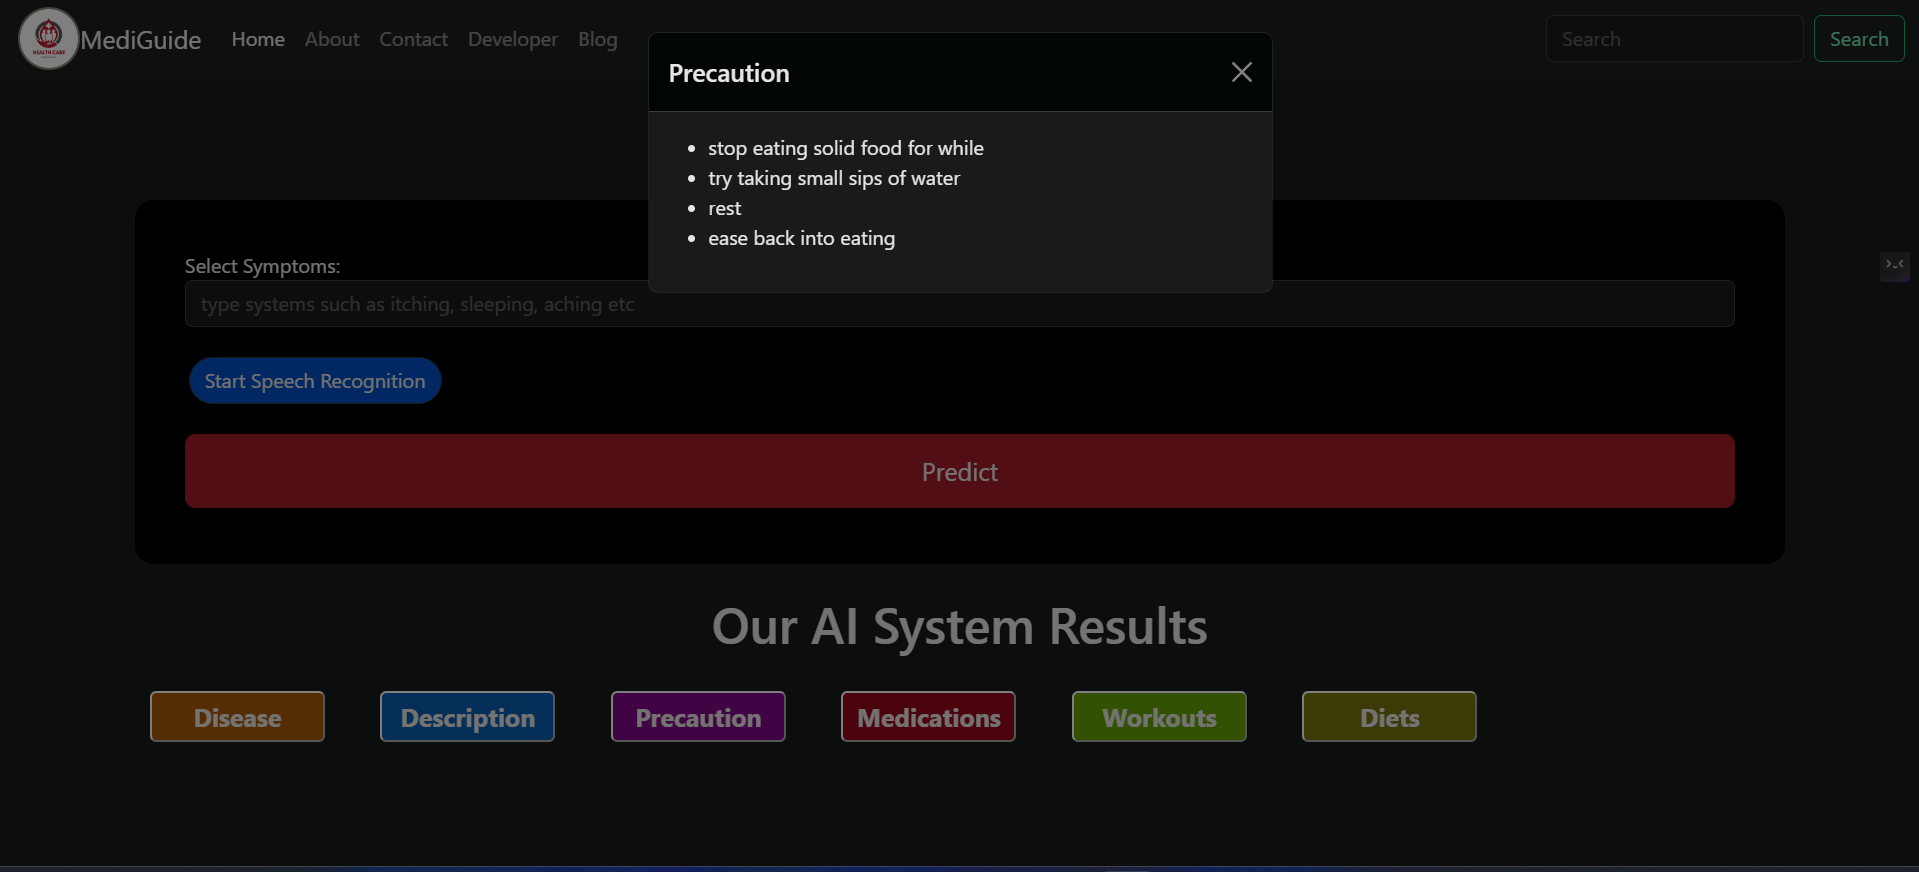 HEALTH CARE
MediGuide Home About Contact Developer Blog Search Search
Precaution
stop eating solid food for while
try taking small sips of water
rest
ease back into eating
Select Symptoms:
type systems such as itching, sleeping, aching etc
Start Speech Recognition
Predict
Our AI System Results
Disease Description Precaution Medications Workouts Diets